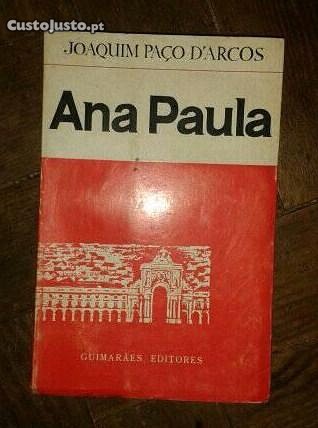 CustoJusto.pt
JOAQUIM PAÇO D'ARCOS
Ana Paula
GUIMARÃES EDITORES